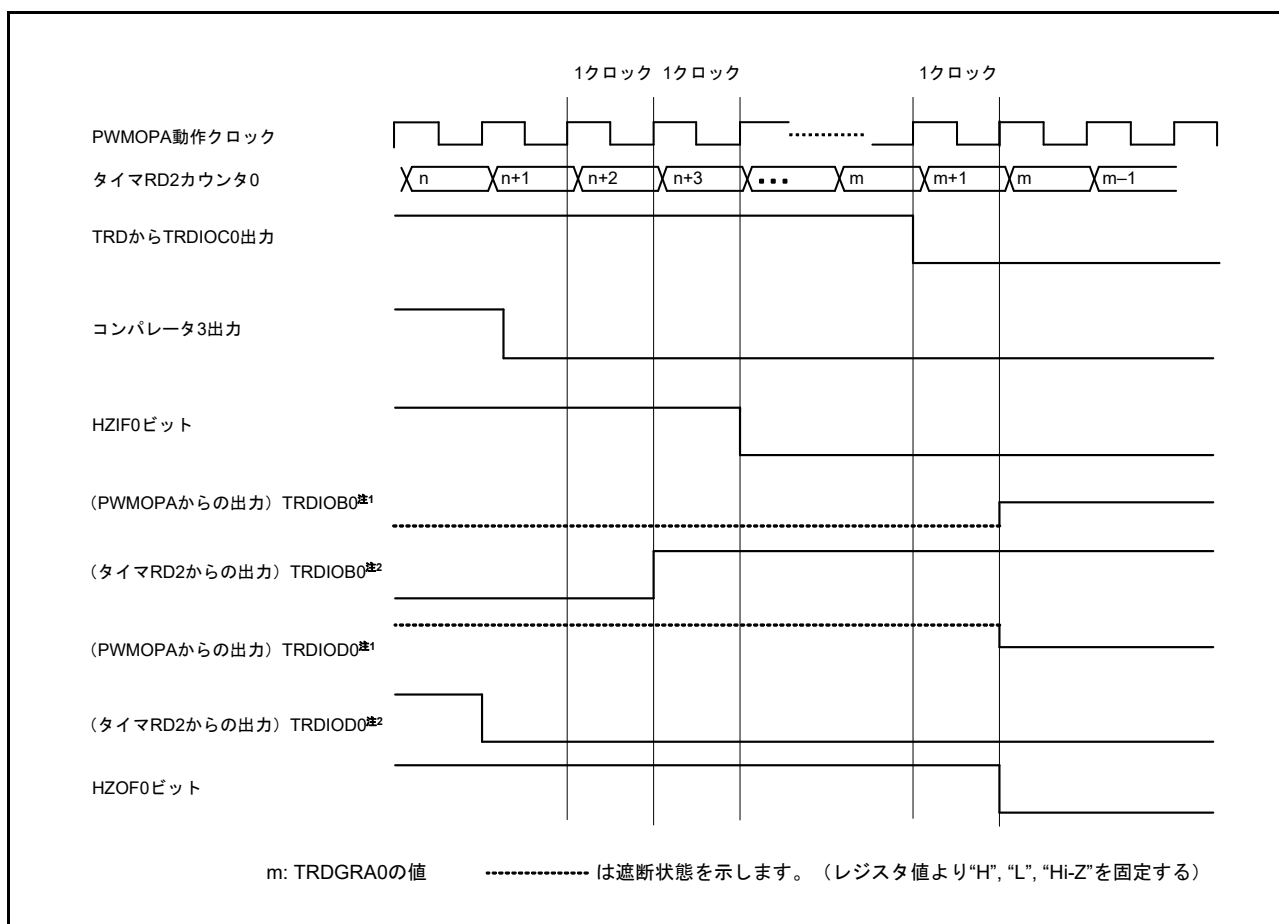 1クロック 1クロック 1クロック
PWMOPA動作クロック
タイマRD2カウンタ0 n n+1 n+2 n+3 ••• m m+1 m m–1
TRDからTRDIOC0出力
コンパレータ3出力
HZIF0ビット
（PWMOPAからの出力）TRDIOB0注1
（タイマRD2からの出力）TRDIOB0注2
（PWMOPAからの出力）TRDIOD0注1
（タイマRD2からの出力）TRDIOD0注2
HZOF0ビット
m: TRDGRA0の値 は遮断状態を示します。（レジスタ値より“H”, “L”, “Hi-Z”を固定する）